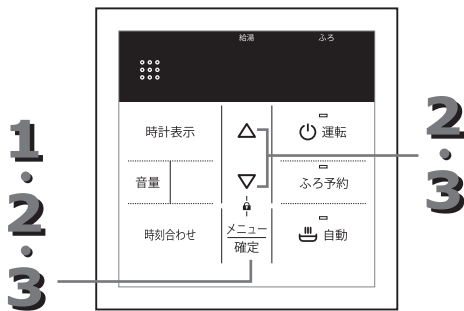 給湯 ふろ
時計表示
運転
音量
ふろ予約
時刻合わせ
メニュー
確定
自動
1・2・3
2・3